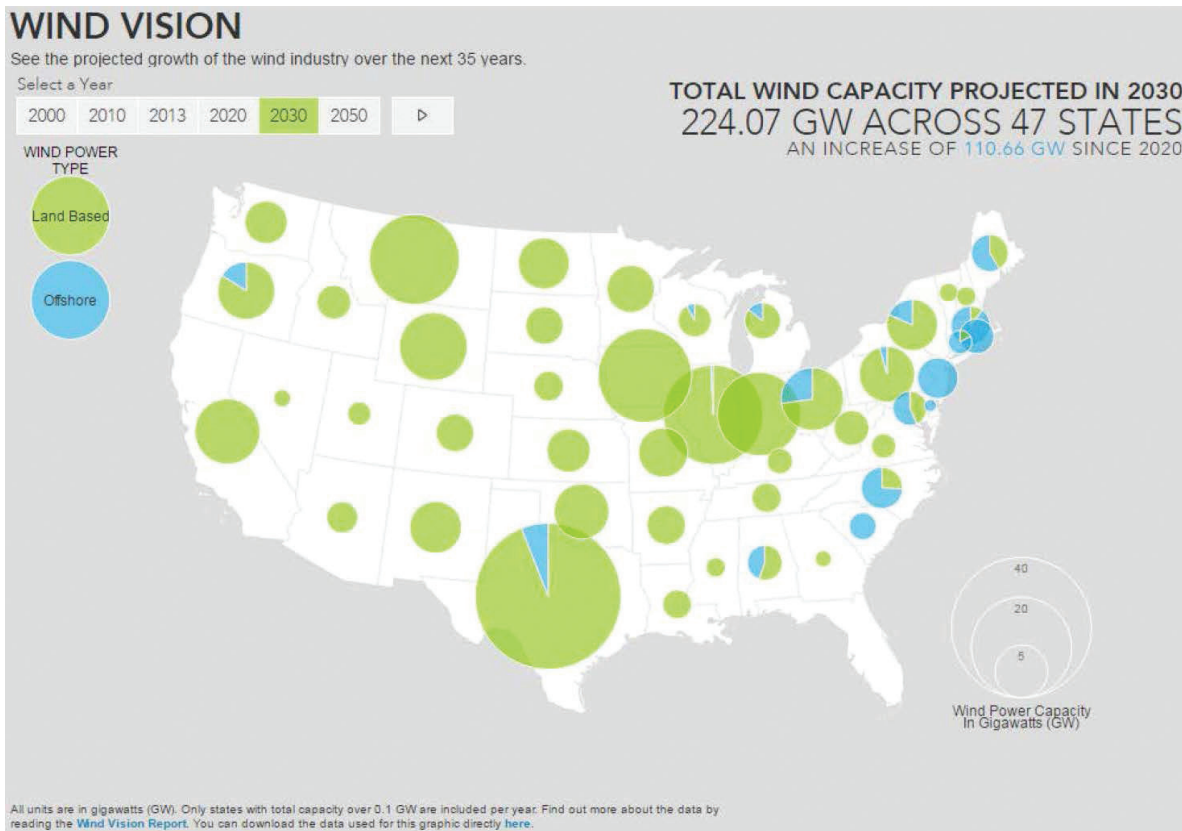 WIND VISION
See the projected growth of the wind industry over the next 35 years.
Select a Year
2000 2010 2013 2020 2030 2050
TOTAL WIND CAPACITY PROJECTED IN 2030
224.07 GW ACROSS 47 STATES
AN INCREASE OF 110.66 GW SINCE 2020
WIND POWER
TYPE
Land Based
Offshore
40
20
5
Wind Power Capacity
In Gigawatts (GW)
All units are in gigawatts (GW). Only states with total capacity over 0.1 GW are included per year. Find out more about the data by
reading the Wind Vision Report. You can download the data used for this graphic directly here.